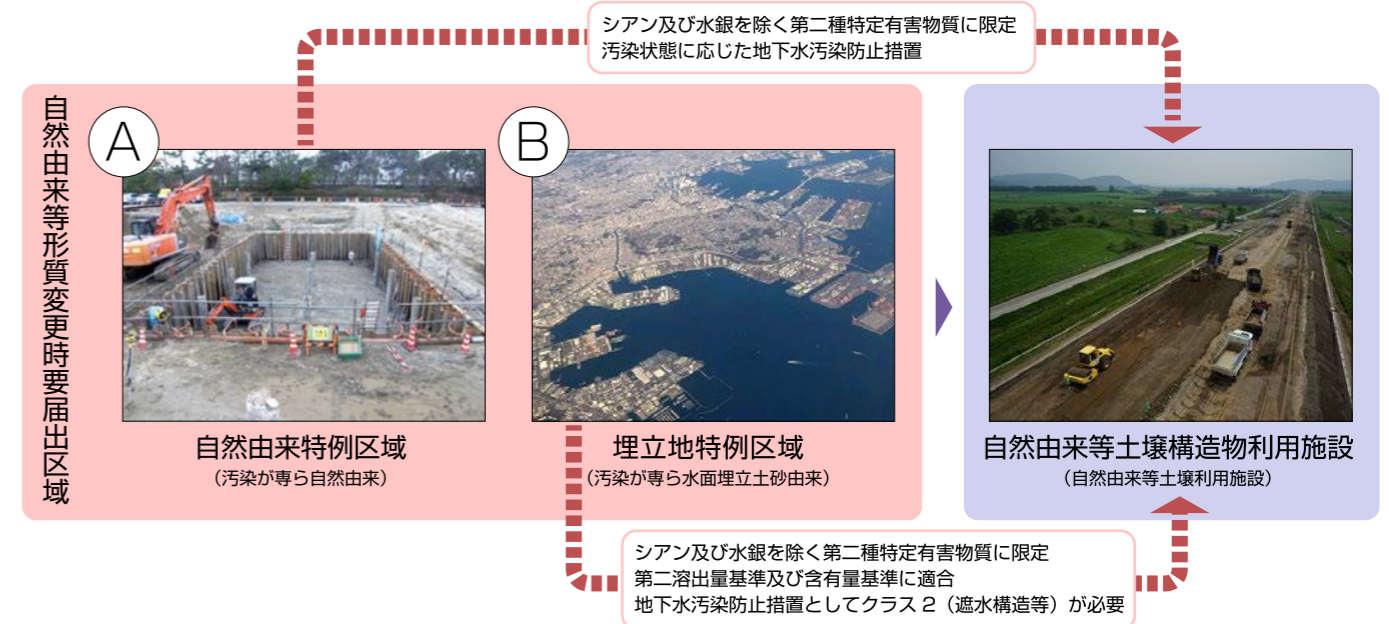 シアン及び水銀を除く第二種特定有害物質に限定
汚染状態に応じた地下水汚染防止措置
自然由来等形質変更時要届出区域
A
B
自然由来特例区域
（汚染が専ら自然由来）
埋立地特例区域
（汚染が専ら水面埋立土砂由来）
自然由来等土壌構造物利用施設
（自然由来等土壌利用施設）
シアン及び水銀を除く第二種特定有害物質に限定
第二溶出量基準及び含有量基準に適合
地下水汚染防止措置としてクラス 2（遮水構造等）が必要